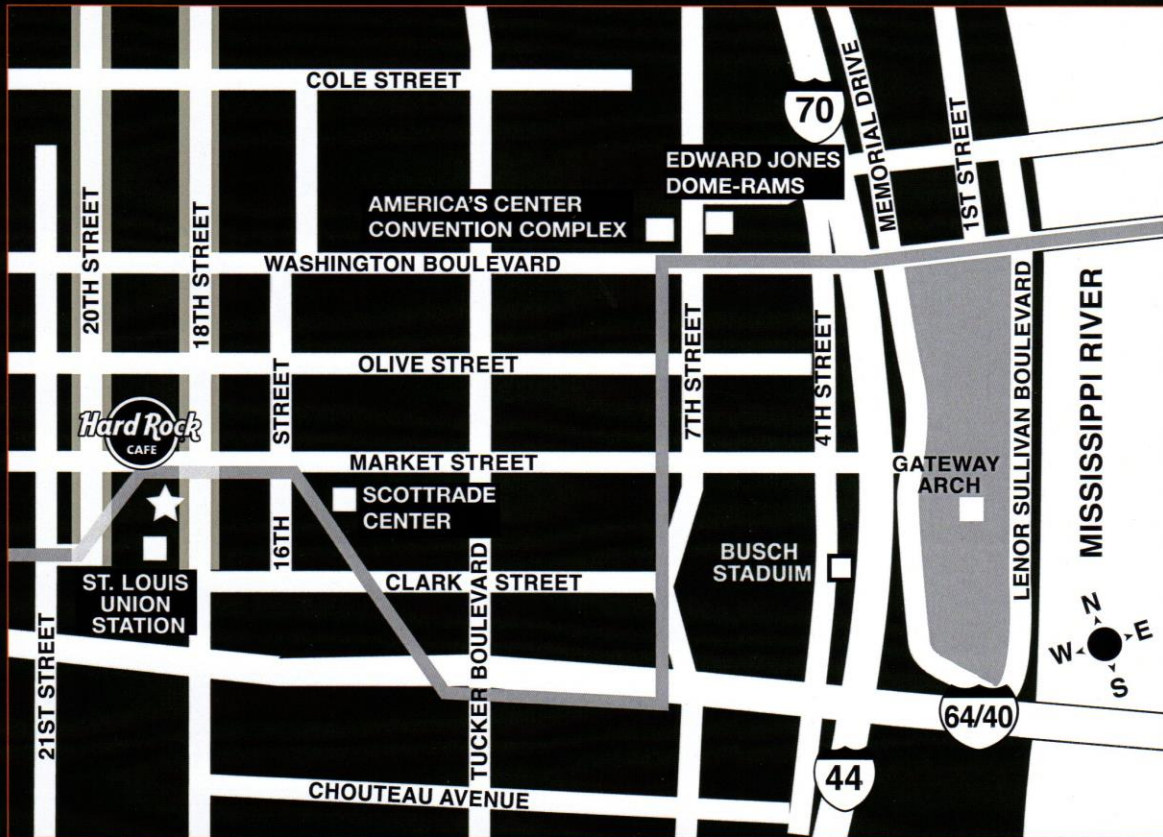 COLE STREET
70
MEMORIAL DRIVE
1ST STREET
EDWARD JONES
DOME-RAMS
AMERICA'S CENTER
CONVENTION COMPLEX
20TH STREET
18TH STREET
WASHINGTON BOULEVARD
OLIVE STREET
STREET
7TH STREET
4TH STREET
LENOR SULLIVAN BOULEVARD
MISSISSIPPI RIVER
Hard Rock
CAFE
MARKET STREET
GATEWAY
ARCH
SCOTTRADE
CENTER
16TH
BUSCH
STADUIM
CLARK STREET
ST. LOUIS
UNION
STATION
21ST STREET
TUCKER BOULEVARD
N
W
E
S
64/40
44
CHOUTEAU AVENUE